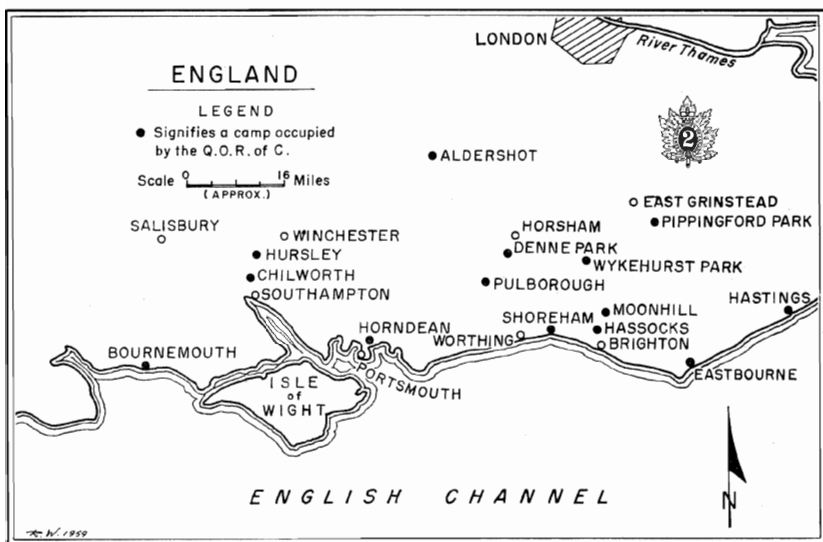 LONDON
River Thames
ENGLAND
LEGEND
● Signifies a camp occupied
by the Q.O.R. of C.
Scale 0 16 Miles
(APPROX.)
2
ALDERSHOT
EAST GRINSTEAD
PIPPINGFORD PARK
SALISBURY
WINCHESTER
HORSHAM
HURSLEY
DENNE PARK
WYKEHURST PARK
CHILWORTH
PULBOROUGH
SOUTHAMPTON
HASTINGS
MOONHILL
SHOREHAM
HORNDEAN
HASSOCKS
WORTHING
BRIGHTON
BOURNEMOUTH
PORTSMOUTH
EASTBOURNE
ISLE
of
WIGHT
ENGLISH CHANNEL
N
R.W. 1959